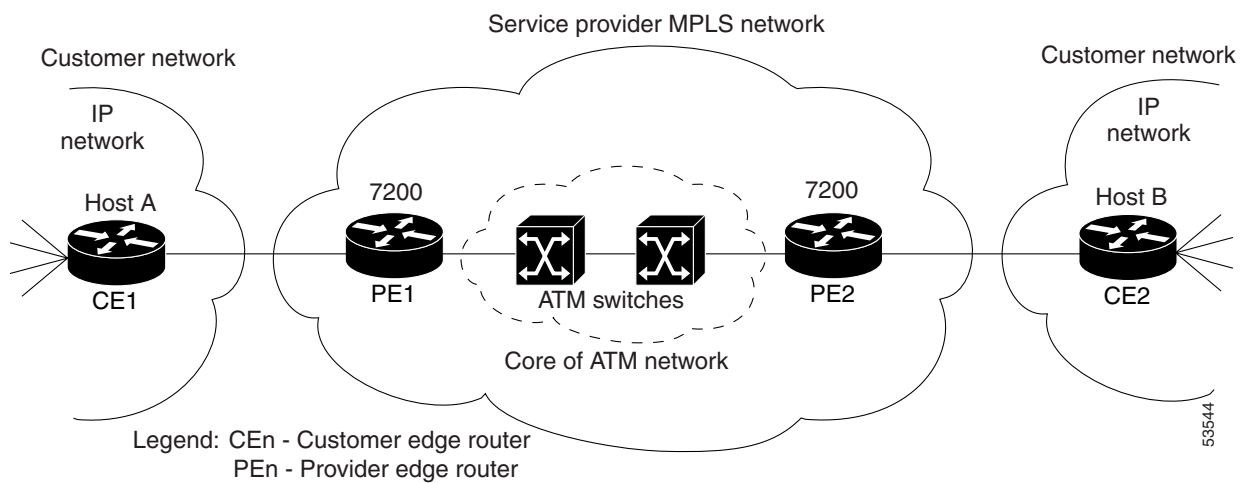 Service provider MPLS network
Customer network
Customer network
IP
network
IP
network
Host A
7200
7200
Host B
CE1
PE1
ATM switches
PE2
CE2
Core of ATM network
Legend: CEn - Customer edge router
PEn - Provider edge router
53544